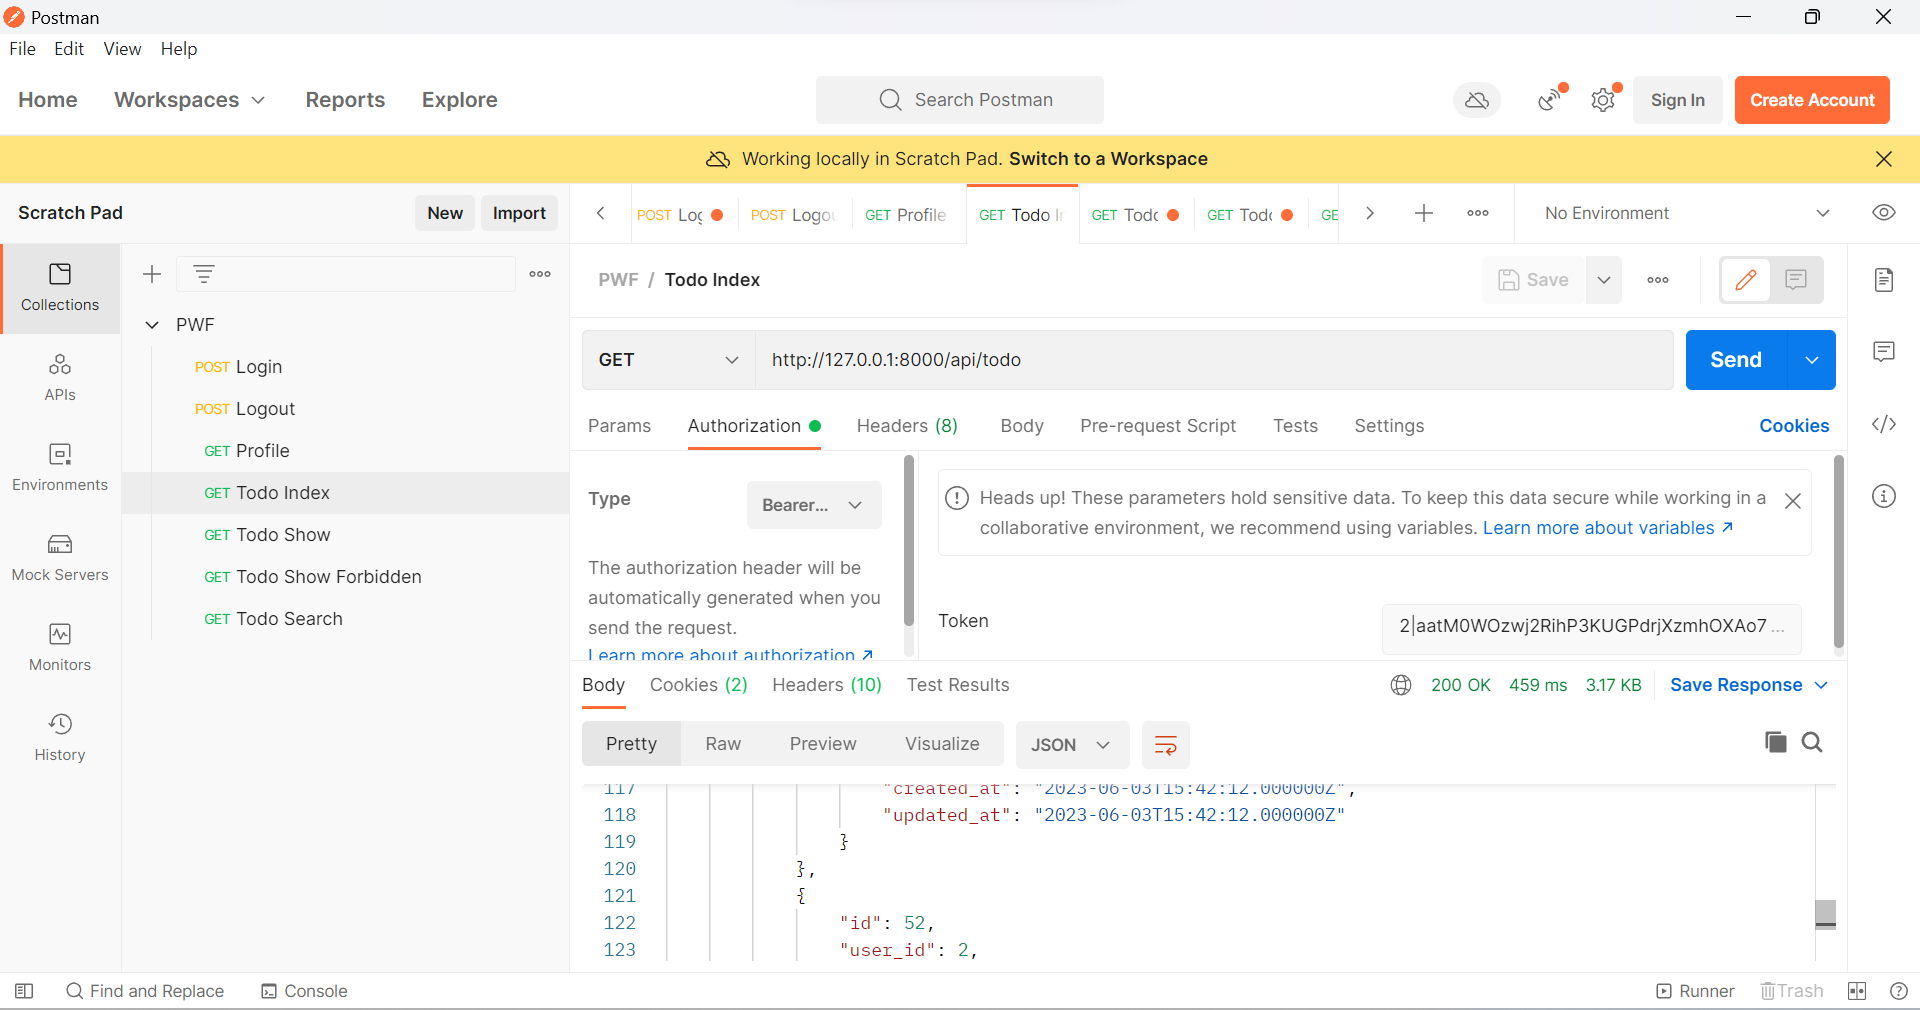 Postman
File Edit View Help
Home Workspaces Reports Explore
Search Postman
Sign In
Create Account
Working locally in Scratch Pad. Switch to a Workspace
Scratch Pad
New
Import
POST Log
POST Logou
GET Profile
GET Todo In
GET Todo
GET Todo
GE
No Environment
Collections
APIs
Environments
Mock Servers
Monitors
History
PWF
POST Login
POST Logout
GET Profile
GET Todo Index
GET Todo Show
GET Todo Show Forbidden
GET Todo Search
PWF / Todo Index
Save
GET
http://127.0.0.1:8000/api/todo
Send
Params Authorization Headers (8) Body Pre-request Script Tests Settings
Cookies
Type
Bearer...
The authorization header will be
automatically generated when you
send the request.
Learn more about authorization ↗
Heads up! These parameters hold sensitive data. To keep this data secure while working in a
collaborative environment, we recommend using variables. Learn more about variables ↗
Token
2|aatM0WOzwj2RihP3KUGPdrjXzmhOXAo7 ...
Body Cookies (2) Headers (10) Test Results
200 OK 459 ms 3.17 KB
Save Response
Pretty Raw Preview Visualize
JSON
117 "created_at": "2023-06-03T15:42:12.000000Z",
118 "updated_at": "2023-06-03T15:42:12.000000Z"
119 }
120 },
121 {
122 "id": 52,
123 "user_id": 2,
Find and Replace
Console
Runner
Trash